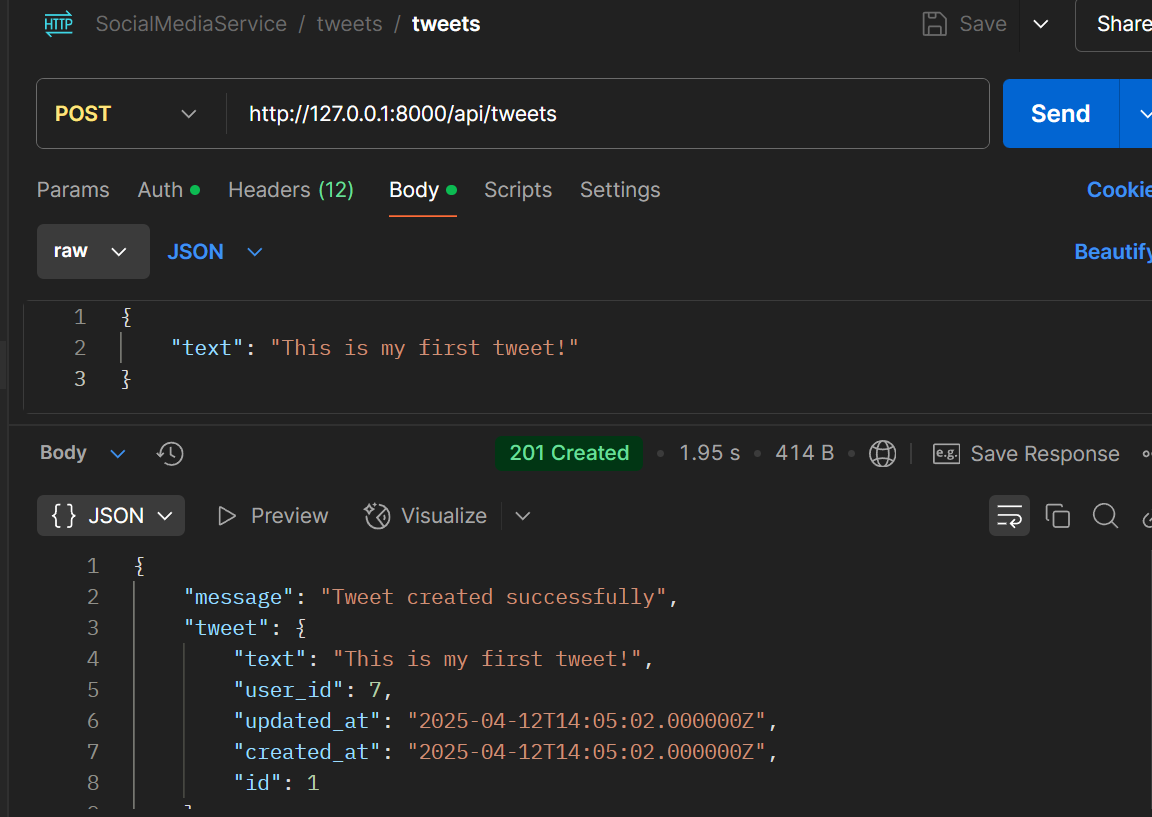 HTTP SocialMediaService / tweets / tweets Save Share
POST http://127.0.0.1:8000/api/tweets Send
Params Auth Headers (12) Body Scripts Settings Cookie
raw JSON Beautify
1 {
2 "text": "This is my first tweet!"
3 }
Body 201 Created • 1.95 s • 414 B • e.g. Save Response
{} JSON Preview Visualize
1 {
2 "message": "Tweet created successfully",
3 "tweet": {
4 "text": "This is my first tweet!",
5 "user_id": 7,
6 "updated_at": "2025-04-12T14:05:02.000000Z",
7 "created_at": "2025-04-12T14:05:02.000000Z",
8 "id": 1